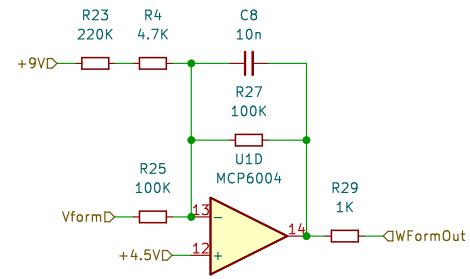 R23
220K
R4
4.7K
C8
10n
+9V
R27
100K
U1D
MCP6004
R25
100K
Vform
13
−
12
+
14
+4.5V
R29
1K
WFormOut